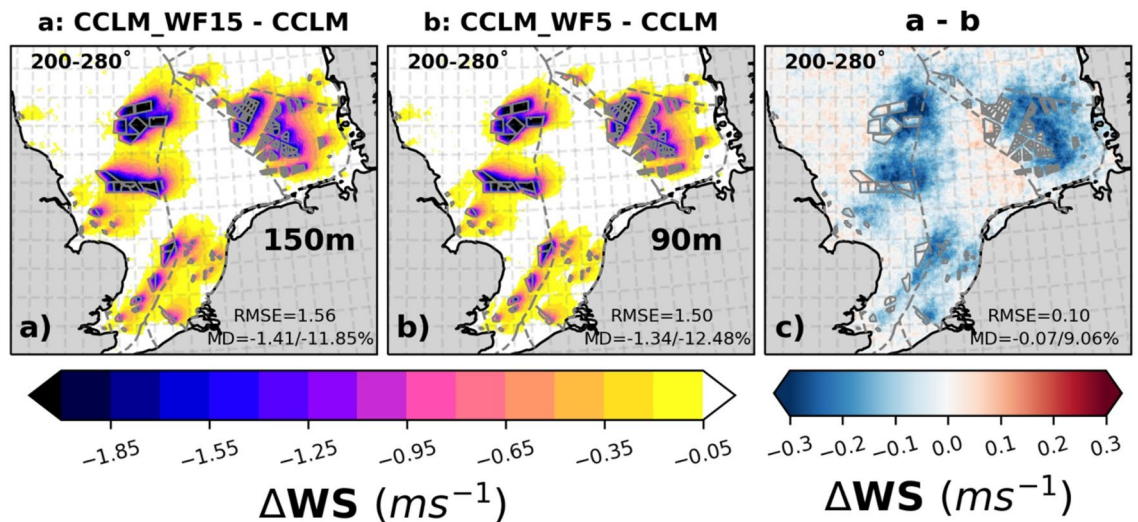 a: CCLM_WF15 - CCLM
b: CCLM_WF5 - CCLM
a - b
200-280°
200-280°
200-280°
150m
90m
RMSE=1.56
RMSE=1.50
RMSE=0.10
a)
MD=-1.41/-11.85%
b)
MD=-1.34/-12.48%
c)
MD=-0.07/9.06%
−1.85
−1.55
−1.25
−0.95
−0.65
−0.35
−0.05
−0.3
−0.2
−0.1
0.0
0.1
0.2
0.3
ΔWS (ms⁻¹)
ΔWS (ms⁻¹)